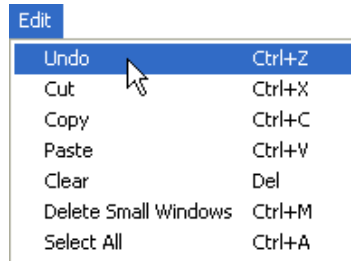 Edit
Undo Ctrl+Z
Cut Ctrl+X
Copy Ctrl+C
Paste Ctrl+V
Clear Del
Delete Small Windows Ctrl+M
Select All Ctrl+A